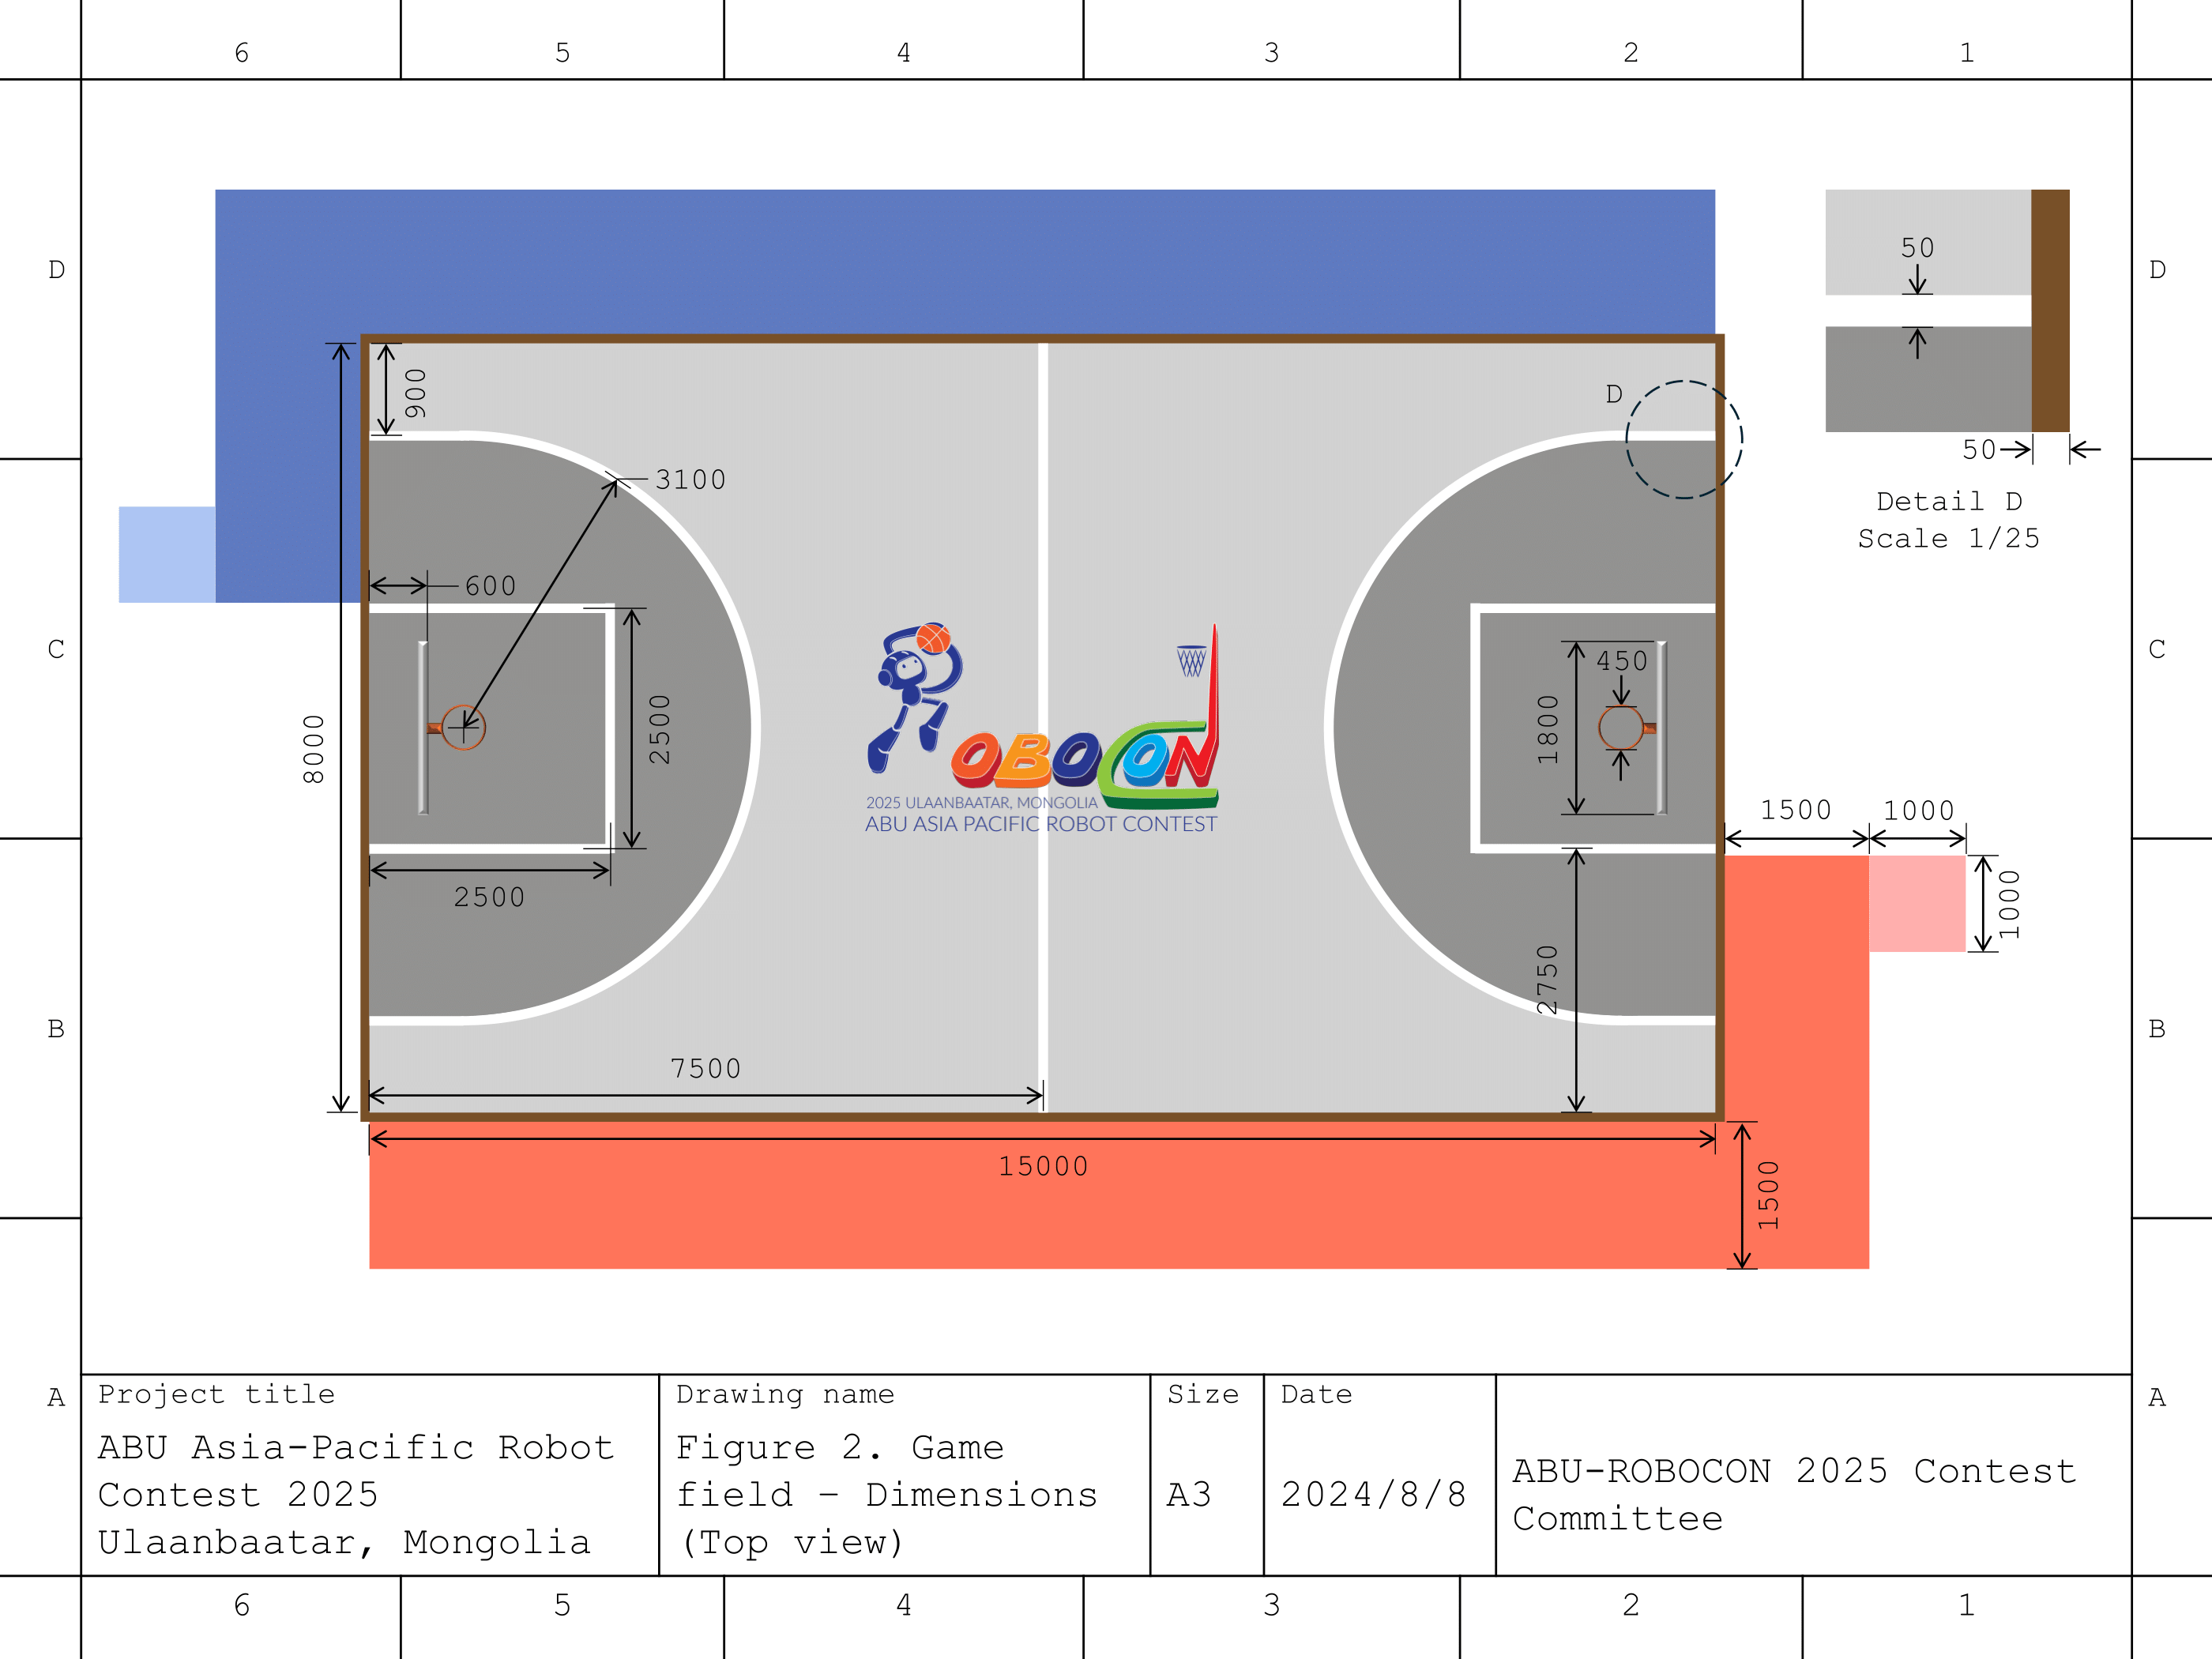 6 5 4 3 2 1
D D
50
900
D
3100
50
Detail D
Scale 1/25
600
C C
450
2500
1800
8000
OBOCON
2025 ULAANBAATAR, MONGOLIA
ABU ASIA PACIFIC ROBOT CONTEST
1500 1000
2500
1000
2750
B B
7500
15000
1500
A A
Project title
ABU Asia-Pacific Robot
Contest 2025
Ulaanbaatar, Mongolia
Drawing name
Figure 2. Game
field – Dimensions
(Top view)
Size
A3
Date
2024/8/8
ABU-ROBOCON 2025 Contest
Committee
6 5 4 3 2 1